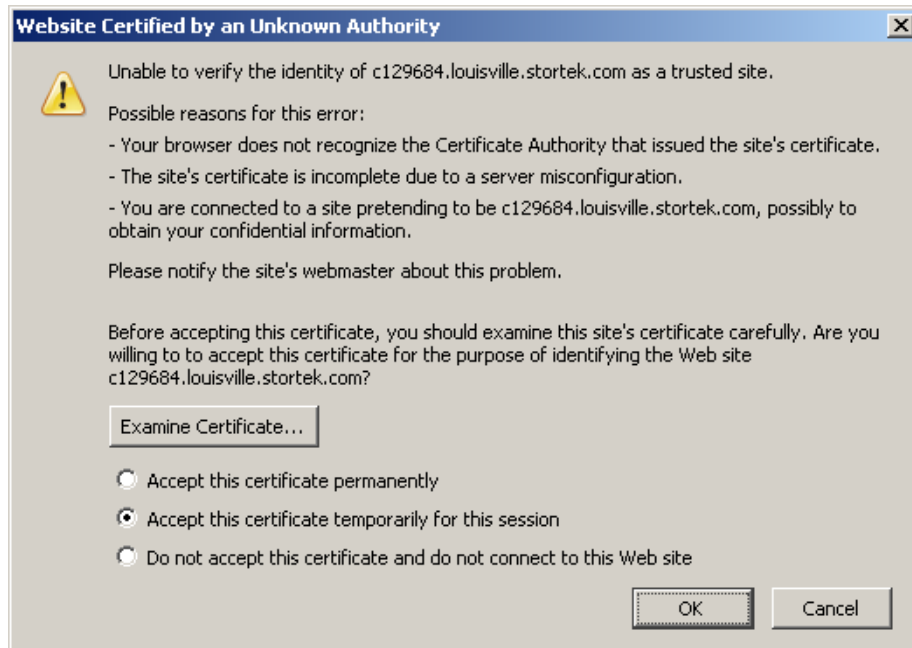 Website Certified by an Unknown Authority
Unable to verify the identity of c129684.louisville.stortek.com as a trusted site.
Possible reasons for this error:
- Your browser does not recognize the Certificate Authority that issued the site's certificate.
- The site's certificate is incomplete due to a server misconfiguration.
- You are connected to a site pretending to be c129684.louisville.stortek.com, possibly to
obtain your confidential information.
Please notify the site's webmaster about this problem.
Before accepting this certificate, you should examine this site's certificate carefully. Are you
willing to to accept this certificate for the purpose of identifying the Web site
c129684.louisville.stortek.com?
Examine Certificate...
Accept this certificate permanently
Accept this certificate temporarily for this session
Do not accept this certificate and do not connect to this Web site
OK
Cancel